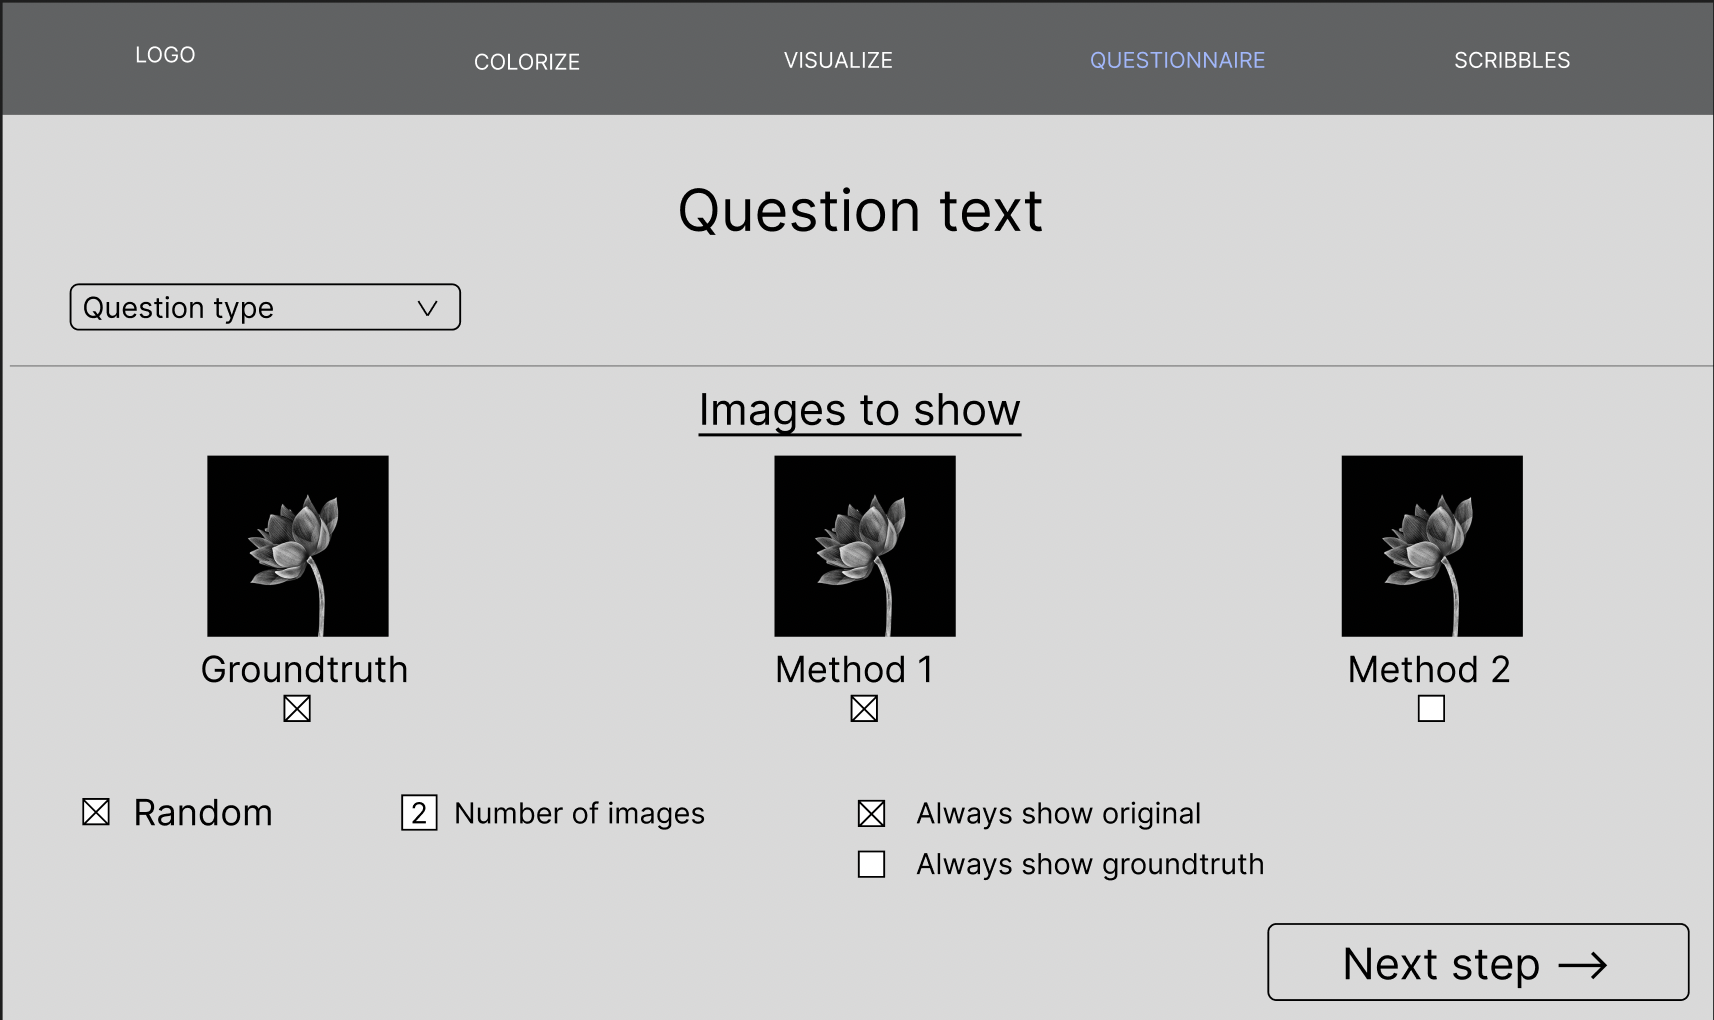 LOGO
COLORIZE
VISUALIZE
QUESTIONNAIRE
SCRIBBLES
Question text
Question type
Images to show
Groundtruth
Method 1
Method 2
Random
2 Number of images
Always show original
Always show groundtruth
Next step →